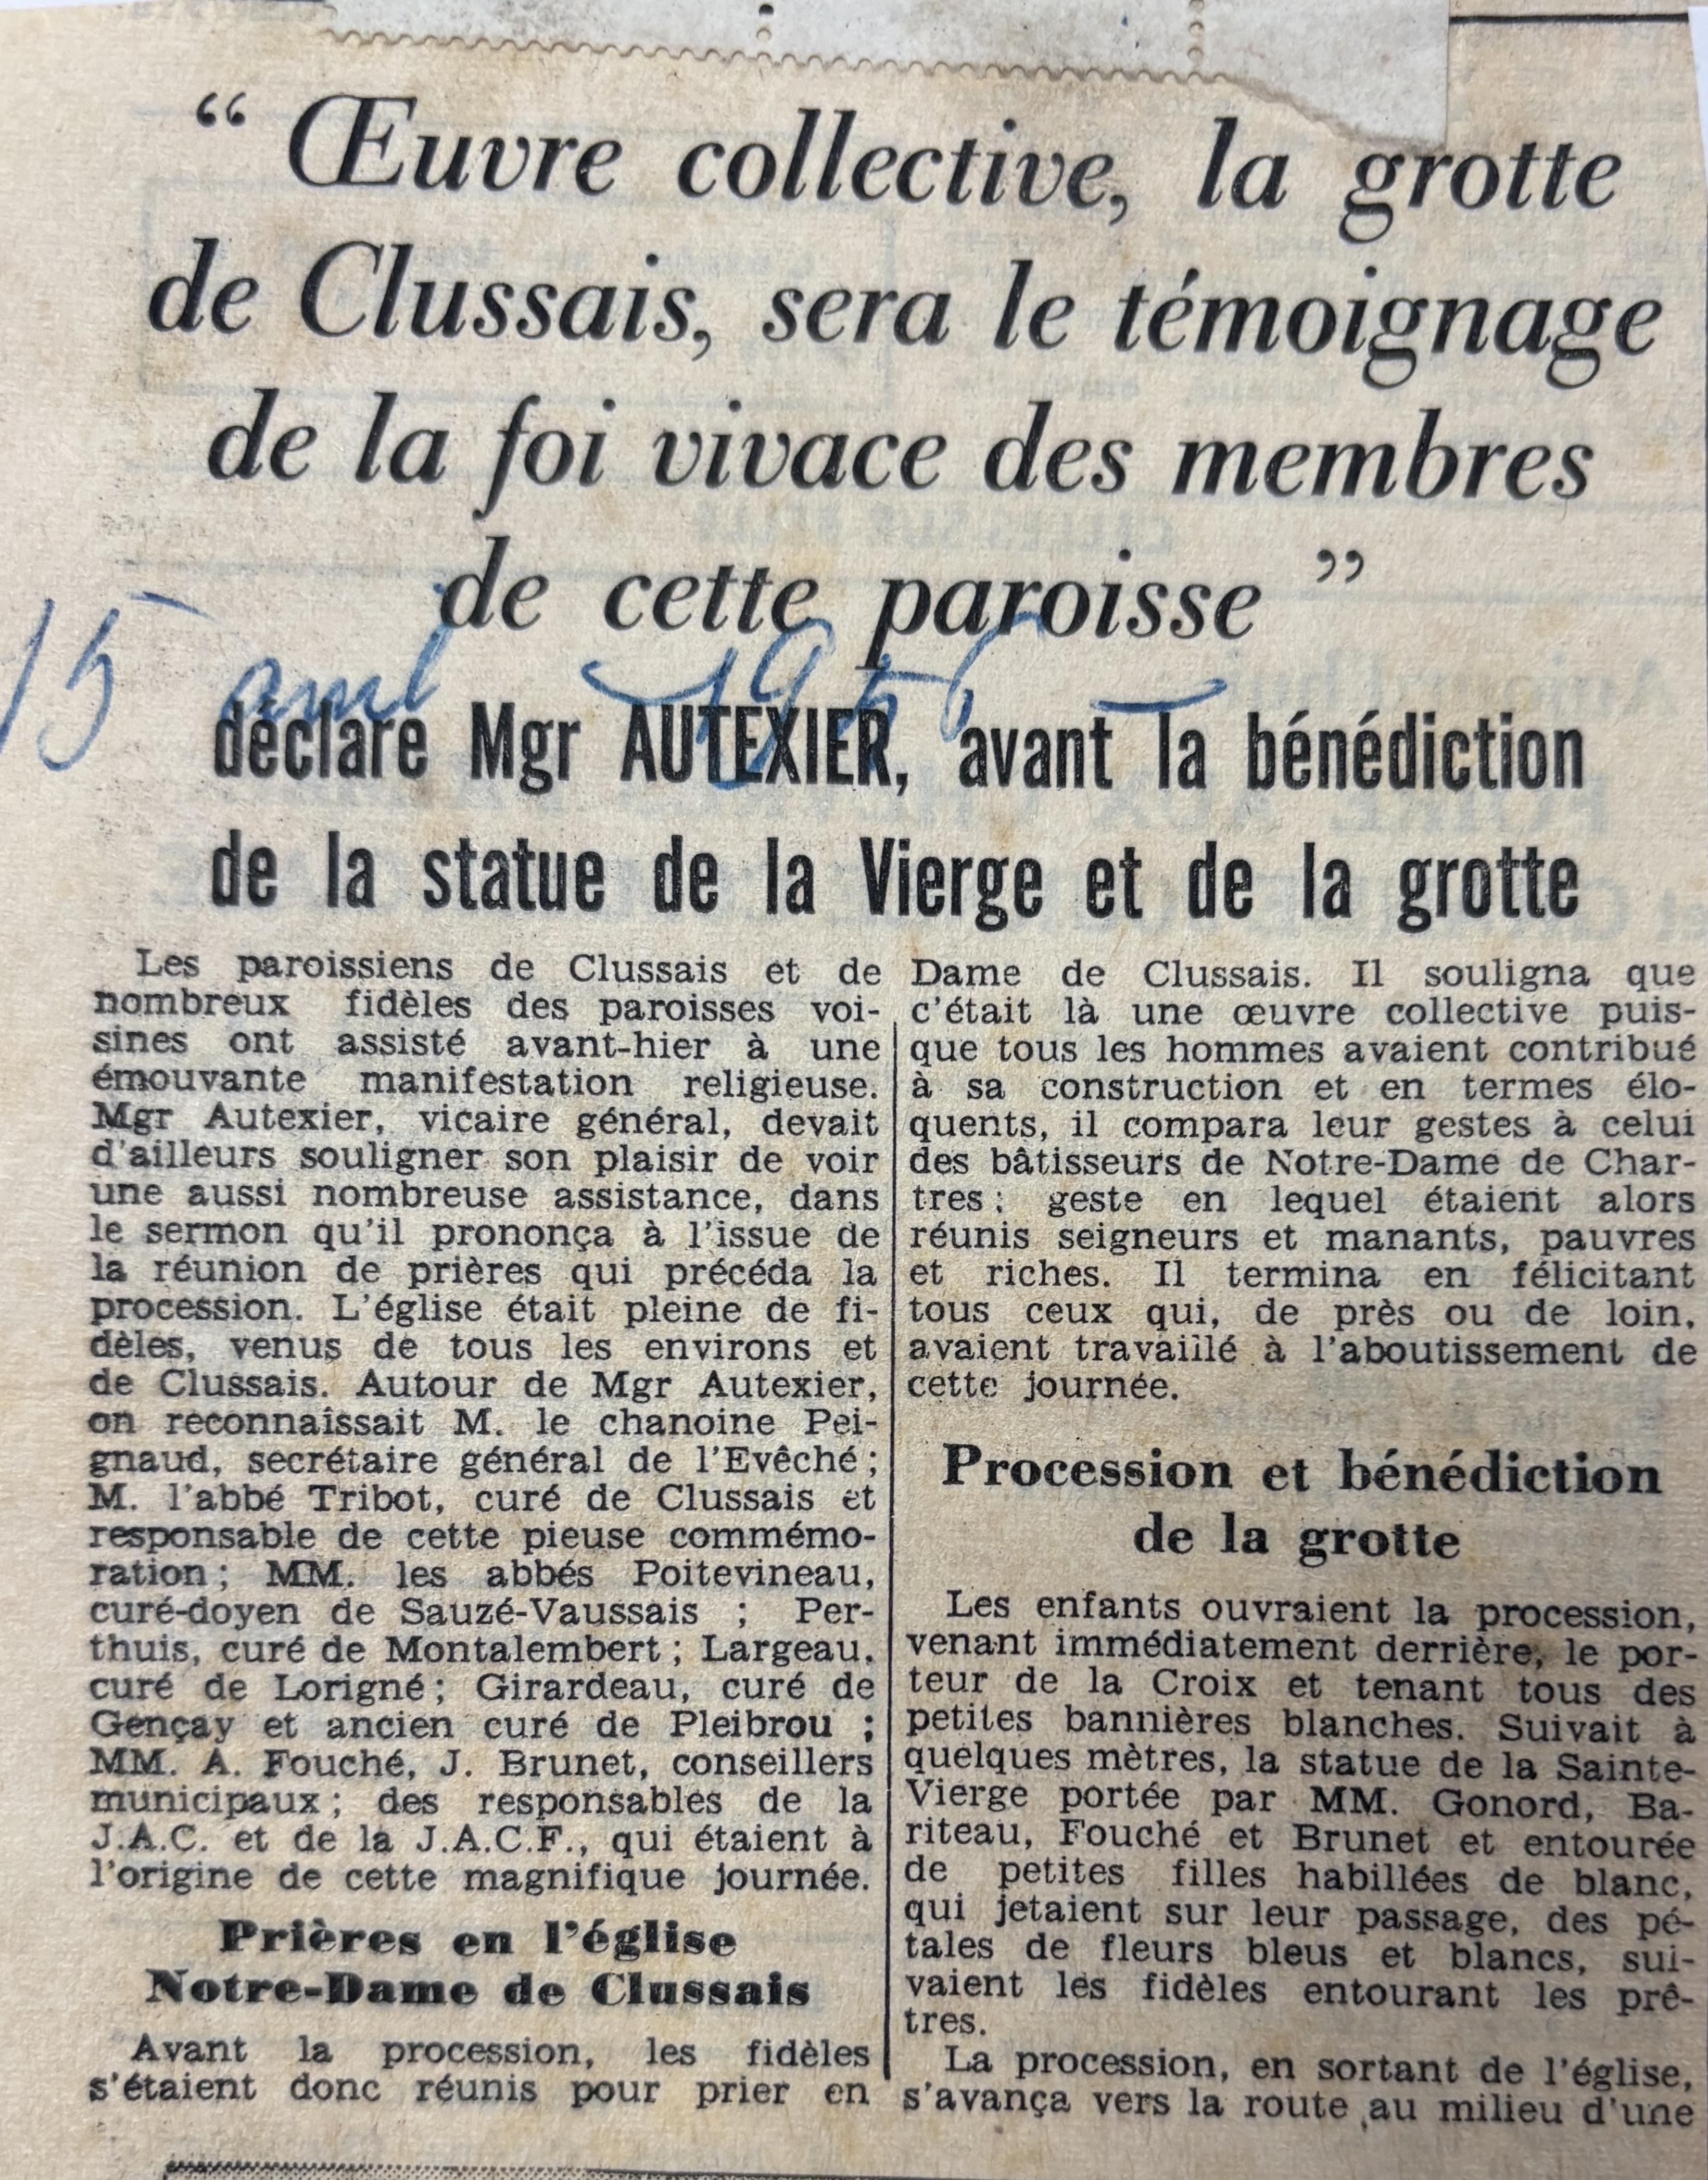 “ Œuvre collective, la grotte
de Clussais, sera le témoignage
de la foi vivace des membres
de cette paroisse ”
15 avril 1956
déclare Mgr AUTEXIER, avant la bénédiction
de la statue de la Vierge et de la grotte
Les paroissiens de Clussais et de
nombreux fidèles des paroisses voi-
sines ont assisté avant-hier à une
émouvante manifestation religieuse.
Mgr Autexier, vicaire général, devait
d'ailleurs souligner son plaisir de voir
une aussi nombreuse assistance, dans
le sermon qu'il prononça à l'issue de
la réunion de prières qui précéda la
procession. L'église était pleine de fi-
dèles, venus de tous les environs et
de Clussais. Autour de Mgr Autexier,
on reconnaissait M. le chanoine Pei-
gnaud, secrétaire général de l'Evêché ;
M. l'abbé Tribot, curé de Clussais et
responsable de cette pieuse commémo-
ration ; MM. les abbés Poitevineau,
curé-doyen de Sauzé-Vaussais ; Per-
thuis, curé de Montalembert ; Largeau,
curé de Lorigné ; Girardeau, curé de
Gençay et ancien curé de Pleibrou ;
MM. A. Fouché, J. Brunet, conseillers
municipaux ; des responsables de la
J.A.C. et de la J.A.C.F., qui étaient à
l'origine de cette magnifique journée.
Prières en l'église
Notre-Dame de Clussais
Avant la procession, les fidèles
s'étaient donc réunis pour prier en
Dame de Clussais. Il souligna que
c'était là une œuvre collective puis-
que tous les hommes avaient contribué
à sa construction et en termes élo-
quents, il compara leur gestes à celui
des bâtisseurs de Notre-Dame de Char-
tres : geste en lequel étaient alors
réunis seigneurs et manants, pauvres
et riches. Il termina en félicitant
tous ceux qui, de près ou de loin,
avaient travaillé à l'aboutissement de
cette journée.
Procession et bénédiction
de la grotte
Les enfants ouvraient la procession,
venant immédiatement derrière, le por-
teur de la Croix et tenant tous des
petites bannières blanches. Suivait à
quelques mètres, la statue de la Sainte-
Vierge portée par MM. Gonord, Ba-
riteau, Fouché et Brunet et entourée
de petites filles habillées de blanc,
qui jetaient sur leur passage, des pé-
tales de fleurs bleus et blancs, sui-
vaient les fidèles entourant les prê-
tres.
La procession, en sortant de l'église,
s'avança vers la route au milieu d'une